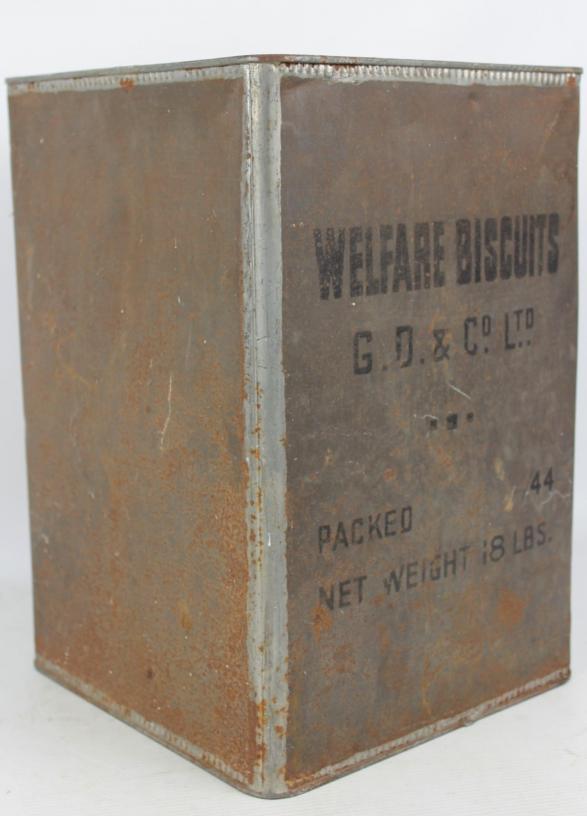 WELFARE BISCUITS
G.D. & Cº LTD
PACKED 44
NET WEIGHT 18 LBS.